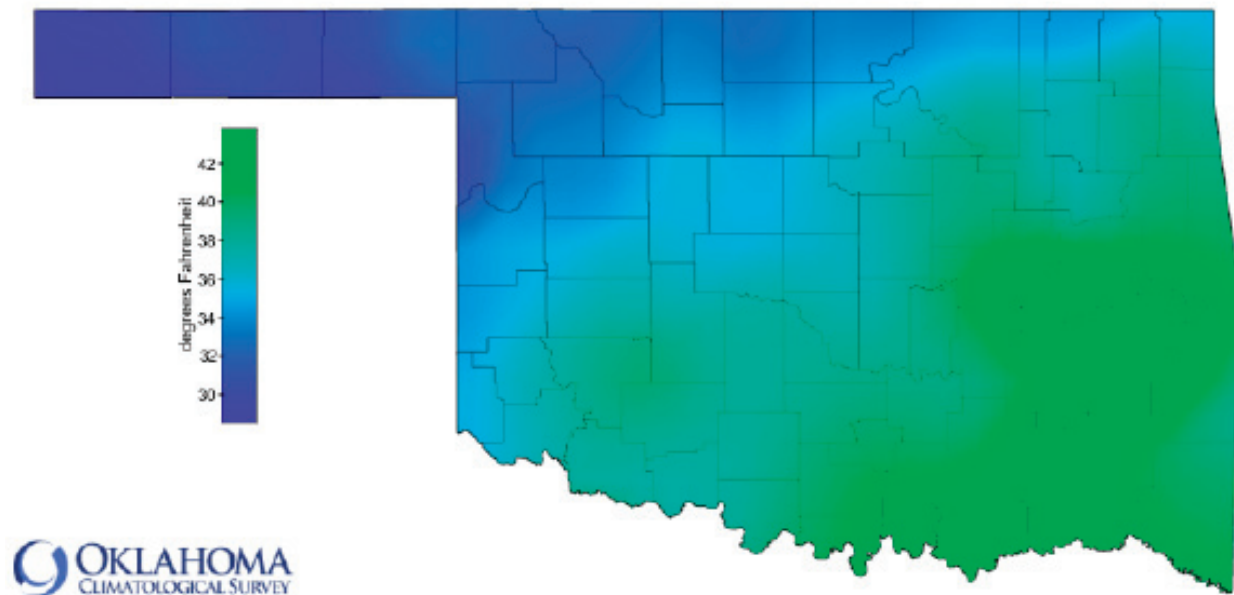 42
40
38
36
34
32
30
degrees Fahrenheit
OKLAHOMA
CLIMATOLOGICAL SURVEY